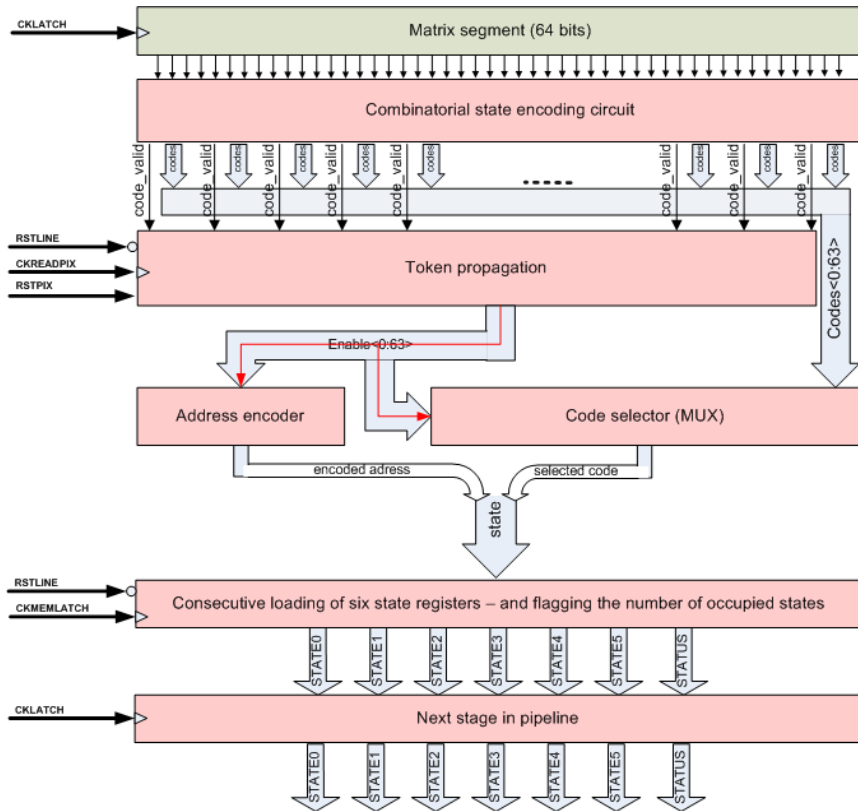 CKLATCH
Matrix segment (64 bits)
Combinatorial state encoding circuit
code_valid
codes
code_valid
codes
code_valid
codes
code_valid
codes
code_valid
codes
code_valid
codes
code_valid
codes
code_valid
codes
RSTLINE
CKREADPIX
RSTPIX
Token propagation
Codes<0:63>
Enable<0:63>
Address encoder
Code selector (MUX)
encoded adress
selected code
state
RSTLINE
CKMEMLATCH
Consecutive loading of six state registers – and flagging the number of occupied states
STATE0
STATE1
STATE2
STATE3
STATE4
STATE5
STATUS
CKLATCH
Next stage in pipeline
STATE0
STATE1
STATE2
STATE3
STATE4
STATE5
STATUS